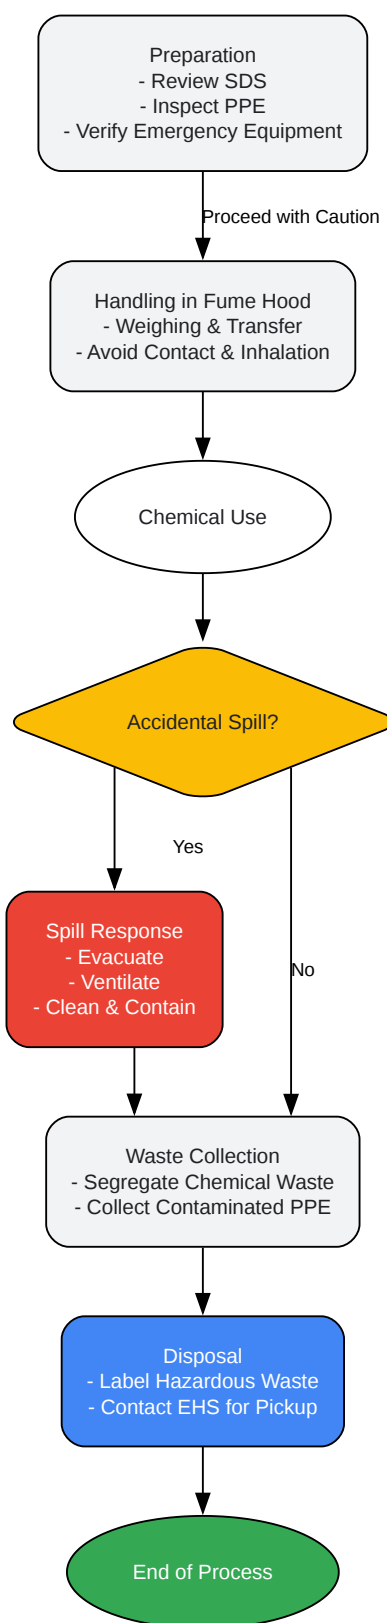 Preparation
- Review SDS
- Inspect PPE
- Verify Emergency Equipment
Proceed with Caution
Handling in Fume Hood
- Weighing & Transfer
- Avoid Contact & Inhalation
Chemical Use
Accidental Spill?
Yes
Spill Response
- Evacuate
- Ventilate
- Clean & Contain
No
Waste Collection
- Segregate Chemical Waste
- Collect Contaminated PPE
Disposal
- Label Hazardous Waste
- Contact EHS for Pickup
End of Process